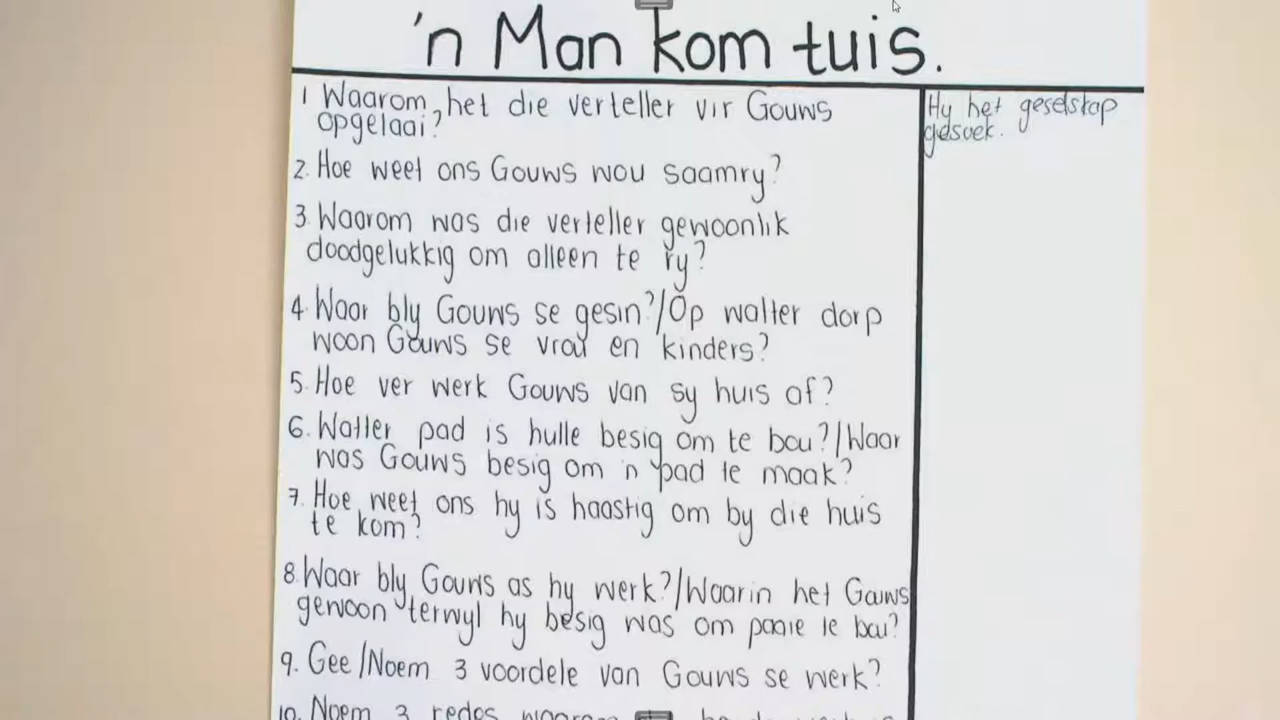 'n Man kom tuis.
1 Waarom het die verteller vir Gouws
opgelaai?
Hy het geselskap
gesoek.
2. Hoe weet ons Gouws wou saamry?
3. Waarom was die verteller gewoonlik
doodgelukkig om alleen te ry?
4. Waar bly Gouws se gesin?/Op watter dorp
woon Gouws se vrou en kinders?
5. Hoe ver werk Gouws van sy huis af?
6. Watter pad is hulle besig om te bou?/Waar
was Gouws besig om 'n pad te maak?
7. Hoe weet ons hy is haastig om by die huis
te kom?
8. Waar bly Gouws as hy werk?/Waarin het Gouws
gewoon terwyl hy besig was om paaie te bou?
9. Gee/Noem 3 voordele van Gouws se werk?
10. Noem 3 redes waarom